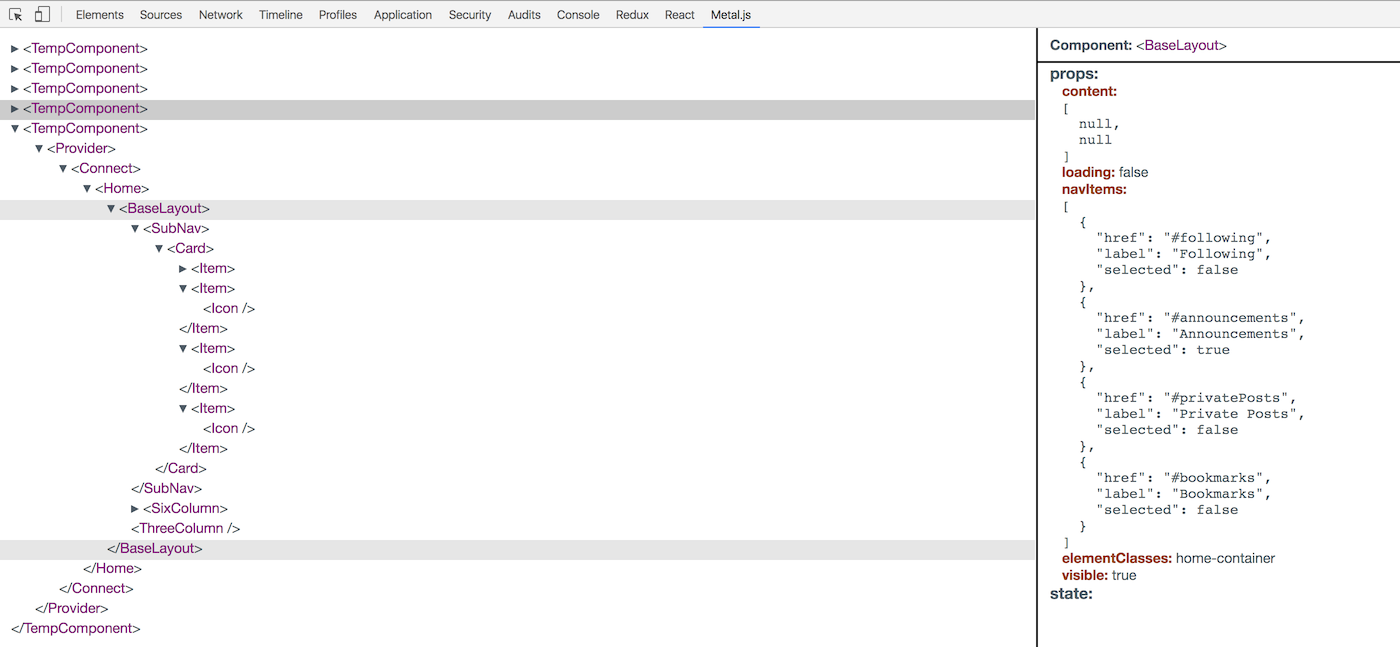 Elements Sources Network Timeline Profiles Application Security Audits Console Redux React Metal.js
<TempComponent>
<TempComponent>
<TempComponent>
<TempComponent>
<TempComponent>
<Provider>
<Connect>
<Home>
<BaseLayout>
<SubNav>
<Card>
<Item>
<Item>
<Icon />
</Item>
<Item>
<Icon />
</Item>
<Item>
<Icon />
</Item>
</Card>
</SubNav>
<SixColumn>
<ThreeColumn />
</BaseLayout>
</Home>
</Connect>
</Provider>
</TempComponent>
Component: <BaseLayout>
props:
content:
[
null,
null
]
loading: false
navItems:
[
{
"href": "#following",
"label": "Following",
"selected": false
},
{
"href": "#announcements",
"label": "Announcements",
"selected": true
},
{
"href": "#privatePosts",
"label": "Private Posts",
"selected": false
},
{
"href": "#bookmarks",
"label": "Bookmarks",
"selected": false
}
]
elementClasses: home-container
visible: true
state: